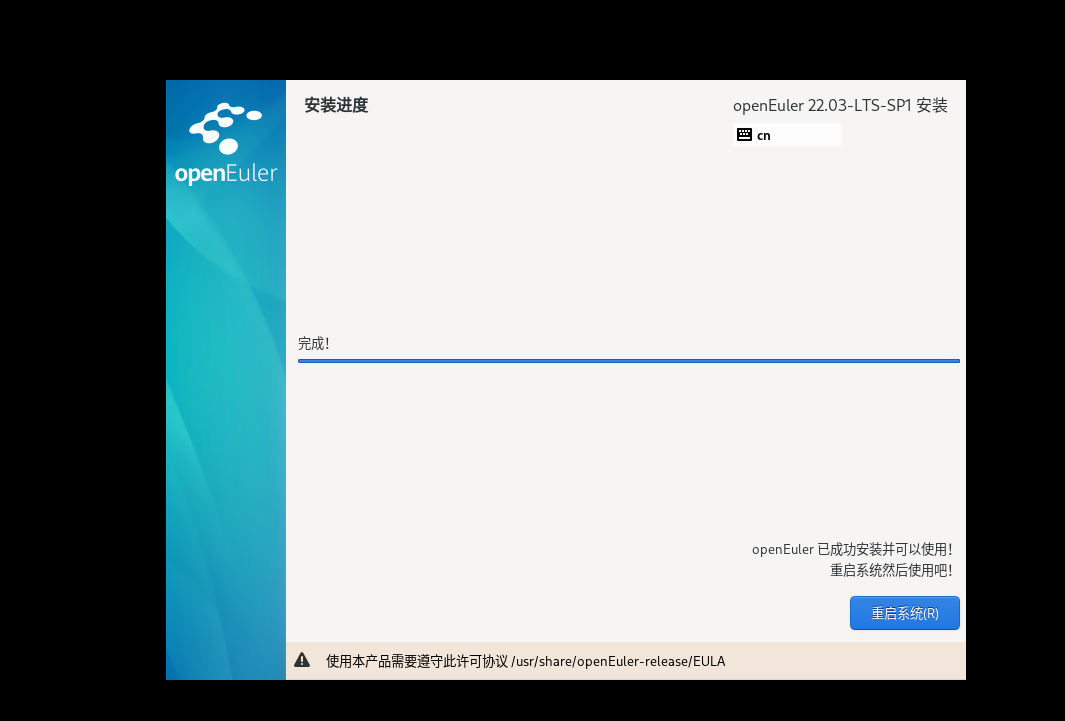 openEuler
安装进度
openEuler 22.03-LTS-SP1 安装
cn
完成!
openEuler 已成功安装并可以使用!
重启系统然后使用吧!
重启系统(R)
使用本产品需要遵守此许可协议 /usr/share/openEuler-release/EULA